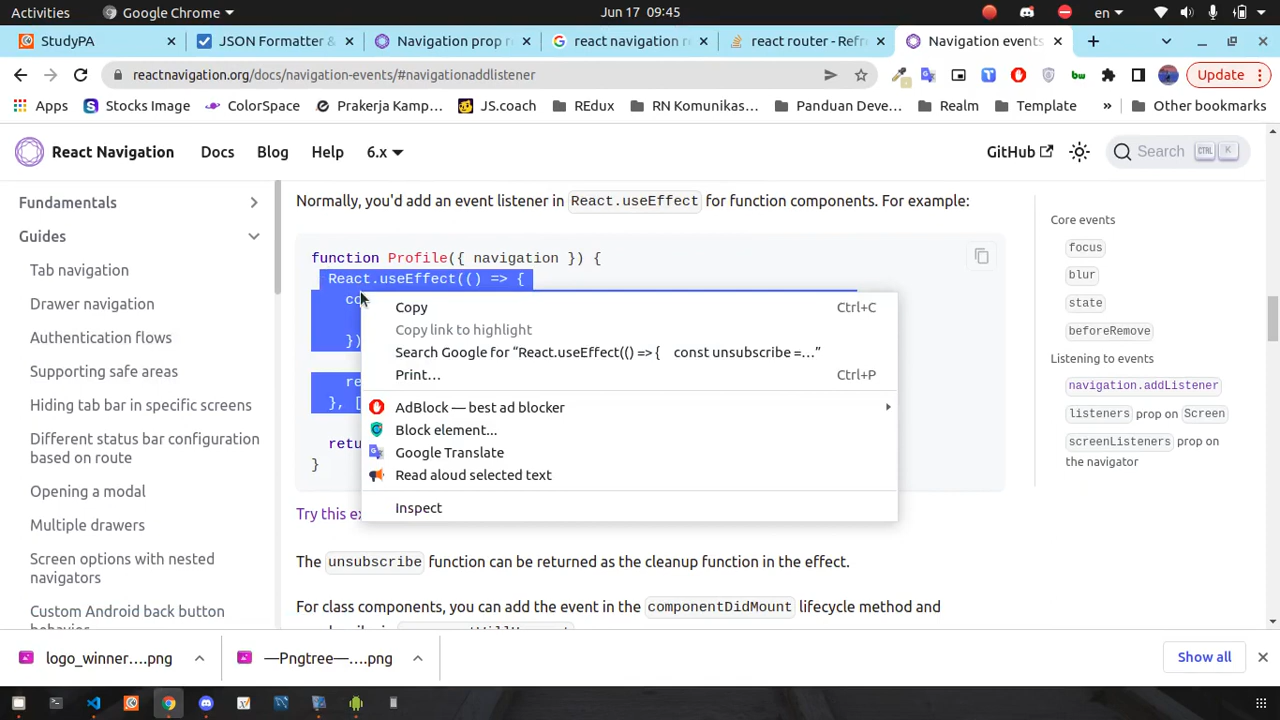 Activities
Google Chrome
Jun 17 09:45
en
StudyPA
JSON Formatter &
Navigation prop r
react navigation r
react router - Refr
Navigation events
reactnavigation.org/docs/navigation-events/#navigationaddlistener
Update
Apps
Stocks Image
ColorSpace
Prakerja Kamp...
JS.coach
REdux
RN Komunikas...
Panduan Deve...
Realm
Template
»
Other bookmarks
React Navigation
Docs
Blog
Help
6.x
GitHub
Search
CTRL
K
Fundamentals
Guides
Tab navigation
Drawer navigation
Authentication flows
Supporting safe areas
Hiding tab bar in specific screens
Different status bar configuration
based on route
Opening a modal
Multiple drawers
Screen options with nested
navigators
Custom Android back button
behavior
Normally, you'd add an event listener in React.useEffect for function components. For example:
function Profile({ navigation }) {
React.useEffect(() => {
co
})
re
}, [
retu
}
Copy
Ctrl+C
Copy link to highlight
Search Google for “React.useEffect(() => { const unsubscribe =...”
Print...
Ctrl+P
AdBlock — best ad blocker
Block element...
Google Translate
Read aloud selected text
Inspect
Try this ex
The unsubscribe function can be returned as the cleanup function in the effect.
For class components, you can add the event in the componentDidMount lifecycle method and
Core events
focus
blur
state
beforeRemove
Listening to events
navigation.addListener
listeners prop on Screen
screenListeners prop on
the navigator
logo_winner....png
—Pngtree—....png
Show all